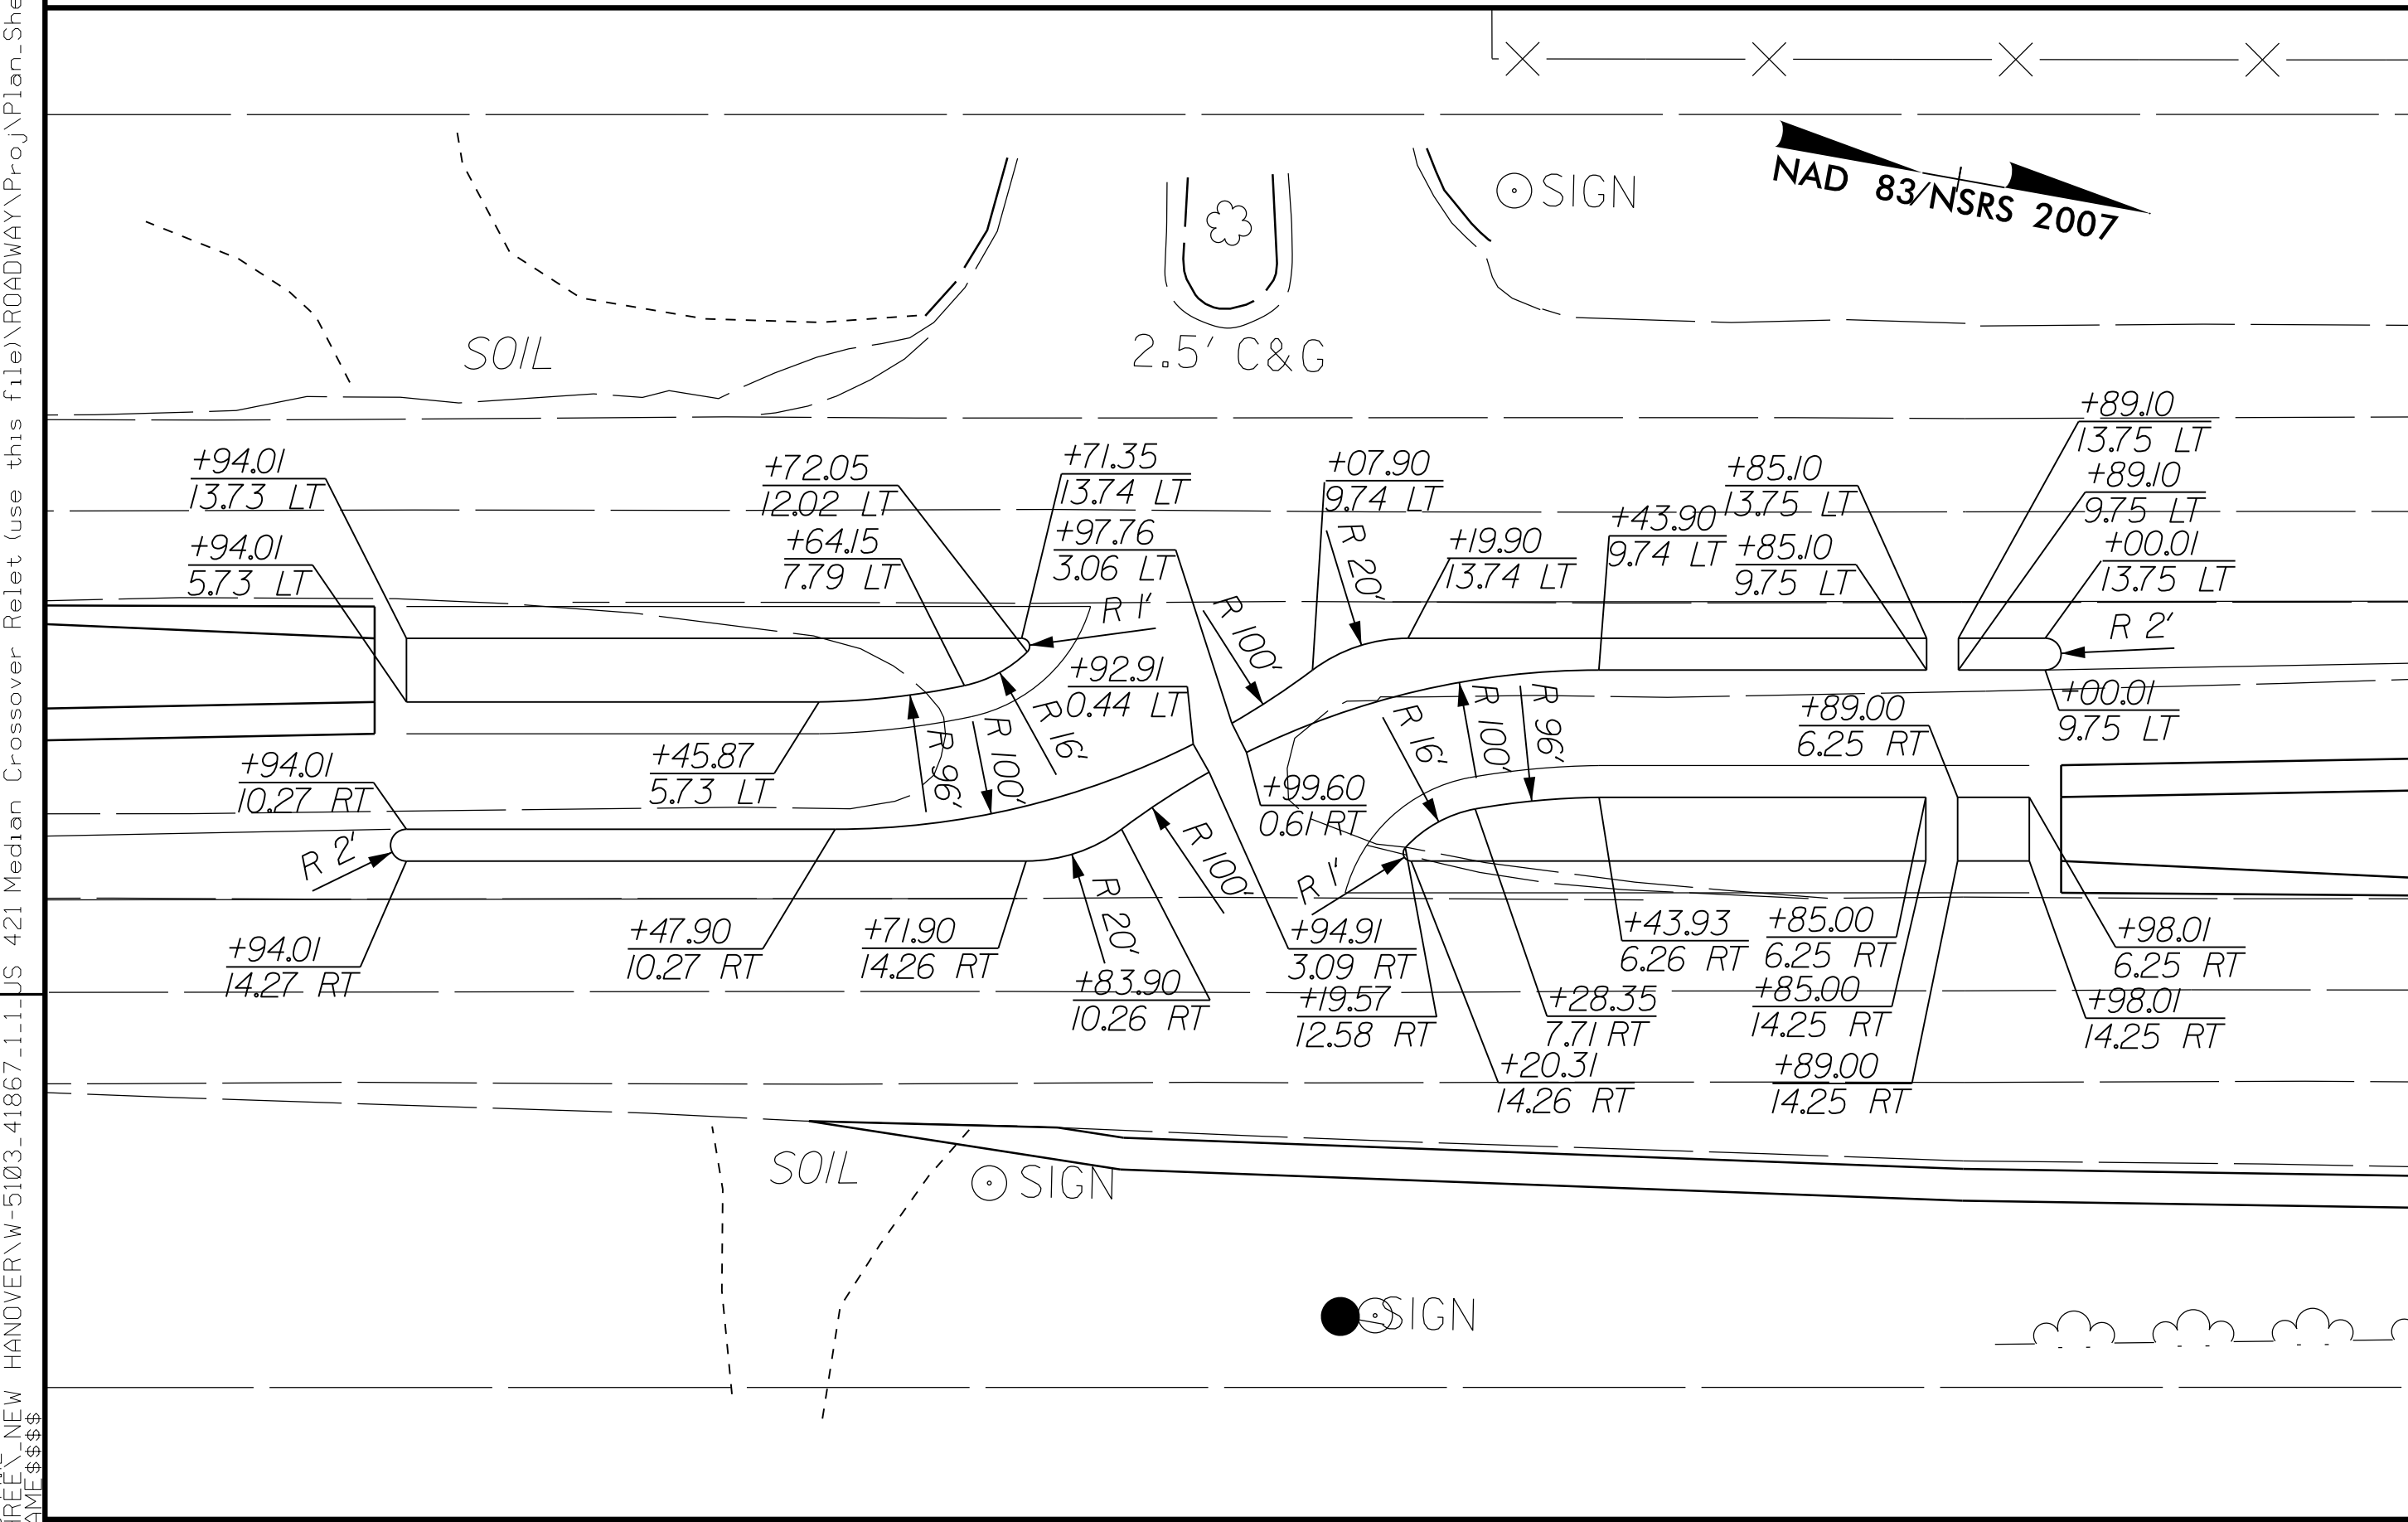 SIGN
NAD 83/NSRS 2007
SOIL
2.5' C&G
+94.01
13.73 LT
+94.01
5.73 LT
+72.05
12.02 LT
+64.15
7.79 LT
+71.35
13.74 LT
+97.76
3.06 LT
R 1'
+92.91
0.44 LT
R 100'
+07.90
9.74 LT
R 20'
+19.90
13.74 LT
+43.90
9.74 LT
+85.10
13.75 LT
+85.10
9.75 LT
+89.10
13.75 LT
+89.10
9.75 LT
+00.01
13.75 LT
R 2'
+00.01
9.75 LT
+89.00
6.25 RT
R 96'
R 100'
R 16'
+99.60
0.61 RT
R 16'
R 100'
R 96'
+45.87
5.73 LT
+94.01
10.27 RT
R 2'
+94.01
14.27 RT
+47.90
10.27 RT
+71.90
14.26 RT
R 20'
+83.90
10.26 RT
R 100'
R 1'
+94.91
3.09 RT
+19.57
12.58 RT
+20.31
14.26 RT
+28.35
7.71 RT
+43.93
6.26 RT
+85.00
6.25 RT
+85.00
14.25 RT
+89.00
14.25 RT
+98.01
6.25 RT
+98.01
14.25 RT
SOIL
SIGN
SIGN
NEW HANOVER\W-5103_41867_1_1_US 421 Median Crossover Relet (use this file)\ROADWAY\Proj\Plan_She
AME$$$$